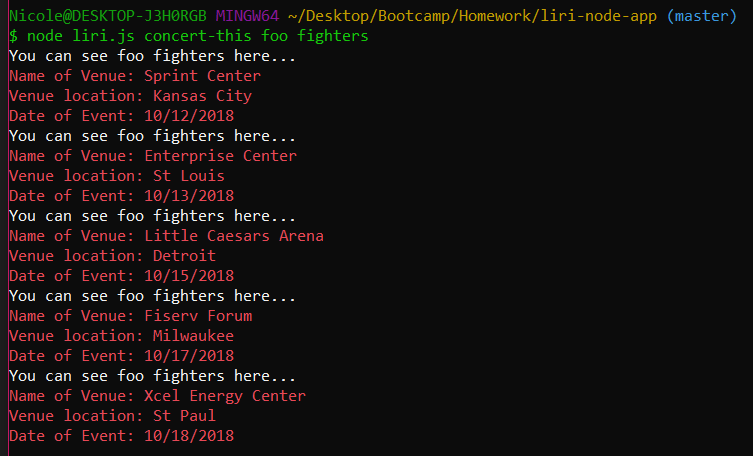 Nicole@DESKTOP-J3H0RGB MINGW64 ~/Desktop/Bootcamp/Homework/liri-node-app (master)
$ node liri.js concert-this foo fighters
You can see foo fighters here...
Name of Venue: Sprint Center
Venue location: Kansas City
Date of Event: 10/12/2018
You can see foo fighters here...
Name of Venue: Enterprise Center
Venue location: St Louis
Date of Event: 10/13/2018
You can see foo fighters here...
Name of Venue: Little Caesars Arena
Venue location: Detroit
Date of Event: 10/15/2018
You can see foo fighters here...
Name of Venue: Fiserv Forum
Venue location: Milwaukee
Date of Event: 10/17/2018
You can see foo fighters here...
Name of Venue: Xcel Energy Center
Venue location: St Paul
Date of Event: 10/18/2018